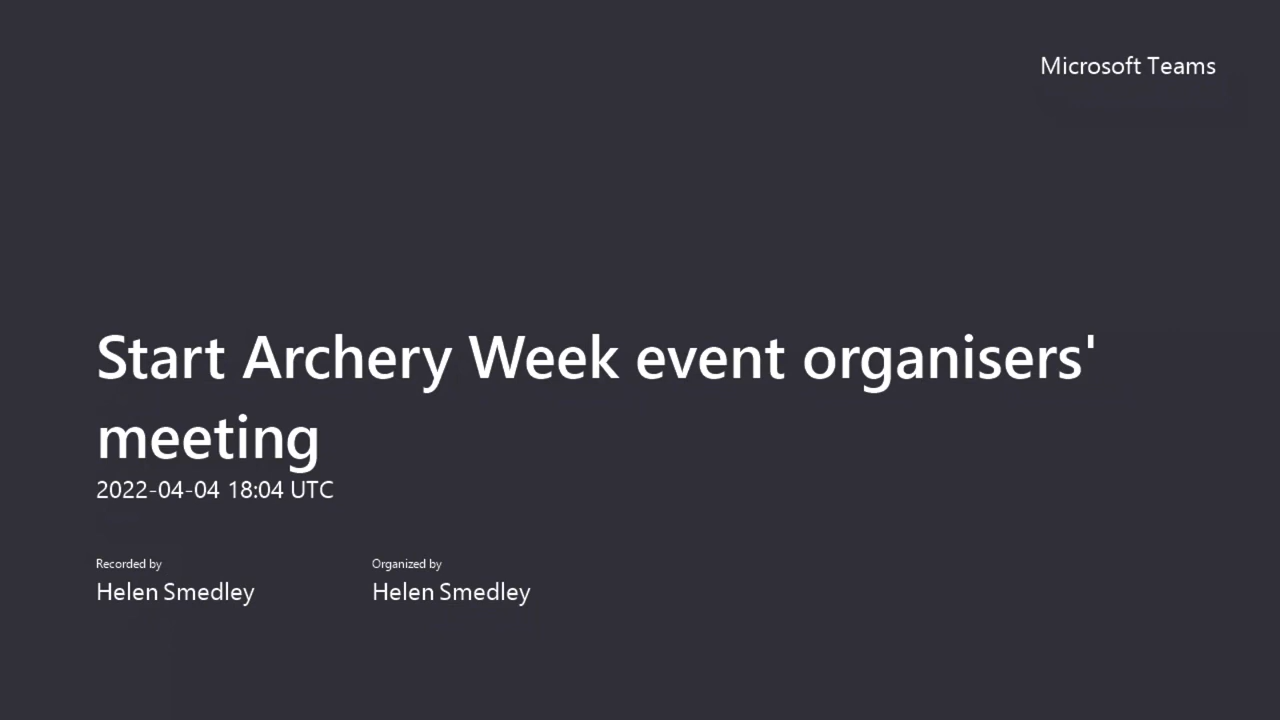 Microsoft Teams
Start Archery Week event organisers'
meeting
2022-04-04 18:04 UTC
Recorded by
Helen Smedley
Organized by
Helen Smedley